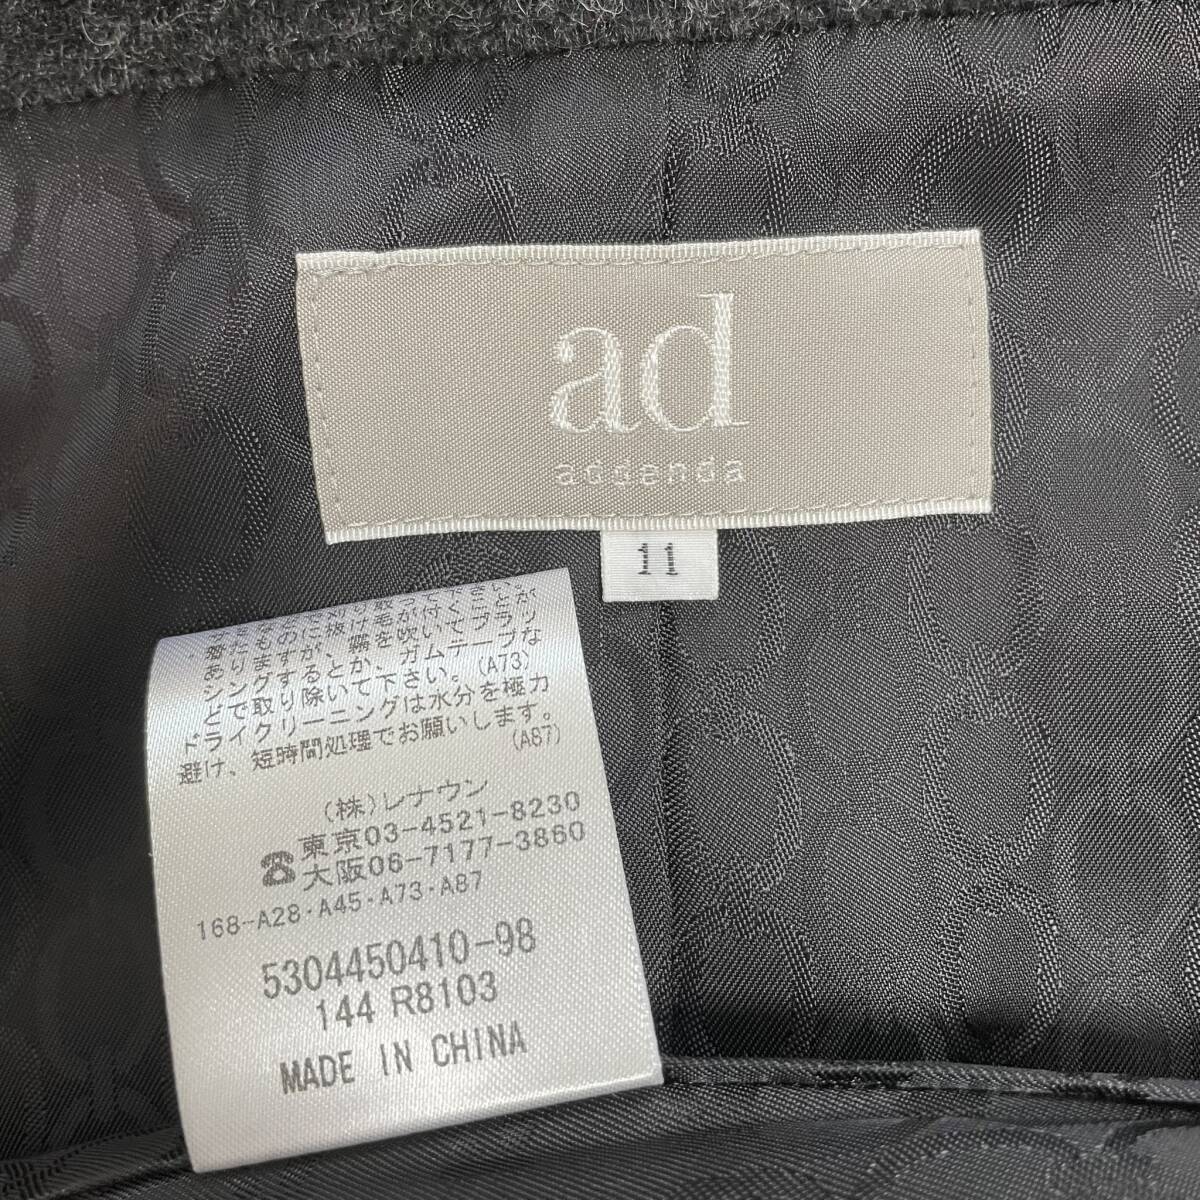 ad
addenda
11
着たものに抜け毛が付くことが
ありますが、霧を吹いてブラッ
シングするとか、ガムテープな
どで取り除いて下さい。(A73)
ドライクリーニングは水分を極力
避け、短時間処理でお願いします。
(A87)
(株)レナウン
☎東京03-4521-8230
大阪06-7177-3860
168-A28・A45・A73・A87
5304450410-98
144 R8103
MADE IN CHINA